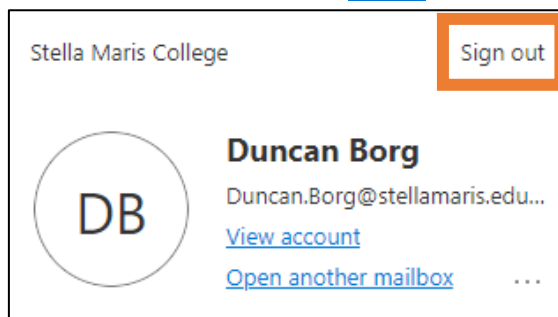 Stella Maris College Sign out
DB
Duncan Borg
Duncan.Borg@stellamaris.edu...
View account
Open another mailbox ...